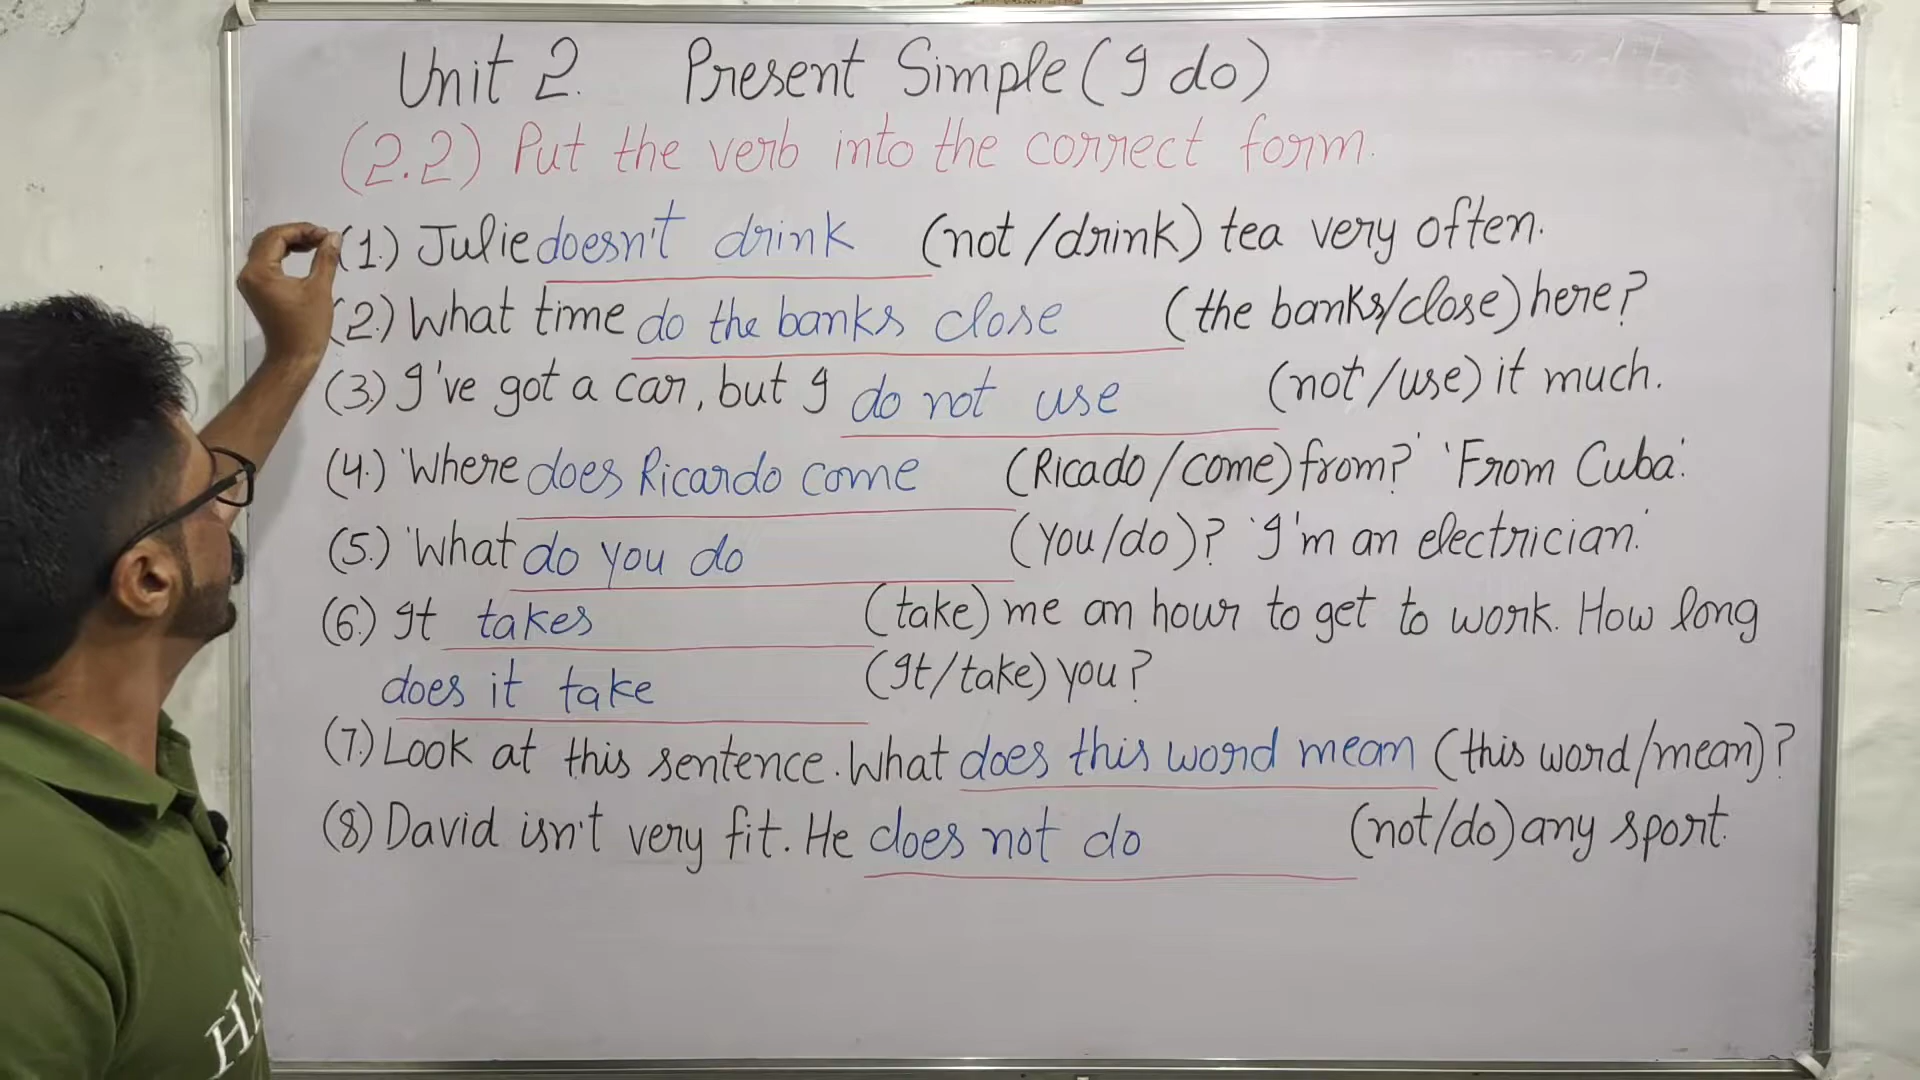 Unit 2. Present Simple (I do)
(2.2) Put the verb into the correct form.
(1.) Julie doesn't drink (not/drink) tea very often.
(2.) What time do the banks close (the banks/close) here?
(3.) I've got a car, but I do not use (not/use) it much.
(4.) 'Where does Ricardo come (Ricado/come) from?' 'From Cuba.'
(5.) 'What do you do (you/do)? 'I'm an electrician.'
(6.) It takes (take) me an hour to get to work. How long
does it take (It/take) you?
(7.) Look at this sentence. What does this word mean (this word/mean)?
(8) David isn't very fit. He does not do (not/do) any sport.